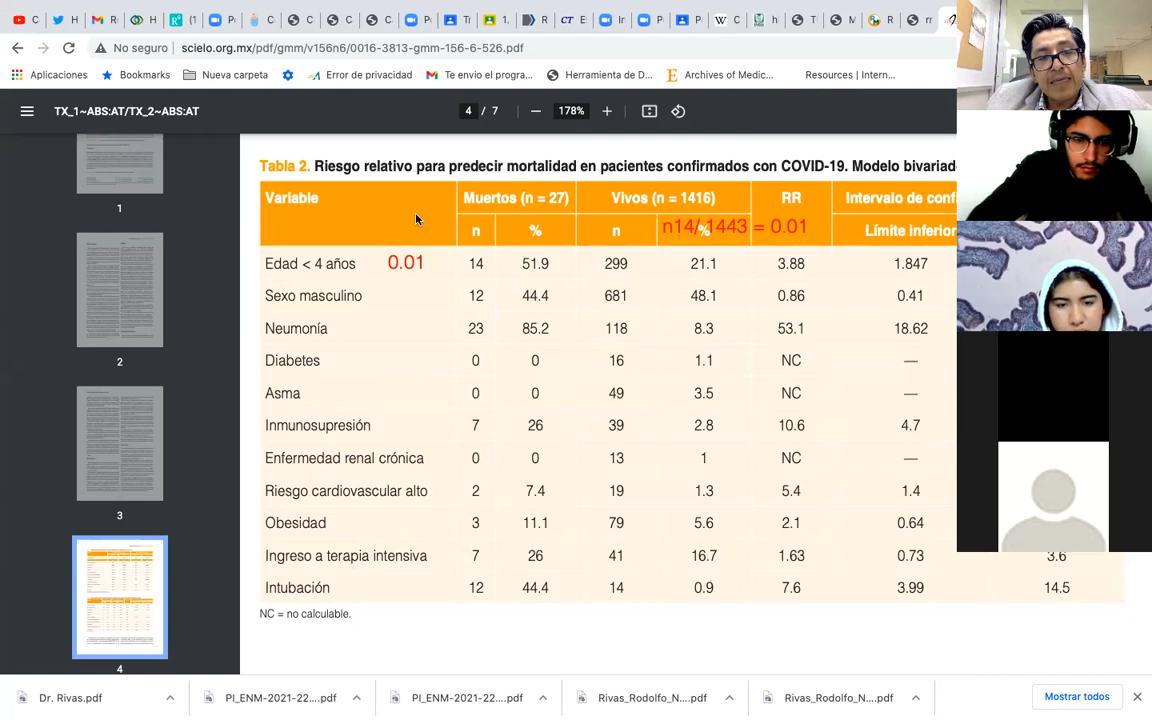 No seguro | scielo.org.mx/pdf/gmm/v156n6/0016-3813-gmm-156-6-526.pdf
Aplicaciones Bookmarks Nueva carpeta Error de privacidad Te envio el progra... Herramienta de D... Archives of Medic... Resources | Intern...
TX_1~ABS:AT/TX_2~ABS:AT 4 / 7 178%
1
2
3
4
Tabla 2. Riesgo relativo para predecir mortalidad en pacientes confirmados con COVID-19. Modelo bivariad
Variable Muertos (n = 27) Vivos (n = 1416) RR Intervalo de conf
n14/1443 = 0.01
n % n % Límite inferior
Edad < 4 años 0.01 14 51.9 299 21.1 3.88 1.847
Sexo masculino 12 44.4 681 48.1 0.86 0.41
Neumonía 23 85.2 118 8.3 53.1 18.62
Diabetes 0 0 16 1.1 NC —
Asma 0 0 49 3.5 NC —
Inmunosupresión 7 26 39 2.8 10.6 4.7
Enfermedad renal crónica 0 0 13 1 NC —
Riesgo cardiovascular alto 2 7.4 19 1.3 5.4 1.4
Obesidad 3 11.1 79 5.6 2.1 0.64
Ingreso a terapia intensiva 7 26 41 16.7 1.63 0.73 3.6
Intubación 12 44.4 14 0.9 7.6 3.99 14.5
NC = no calculable.
Dr. Rivas.pdf PI_ENM-2021-22....pdf PI_ENM-2021-22....pdf Rivas_Rodolfo_N....pdf Rivas_Rodolfo_N....pdf Mostrar todos